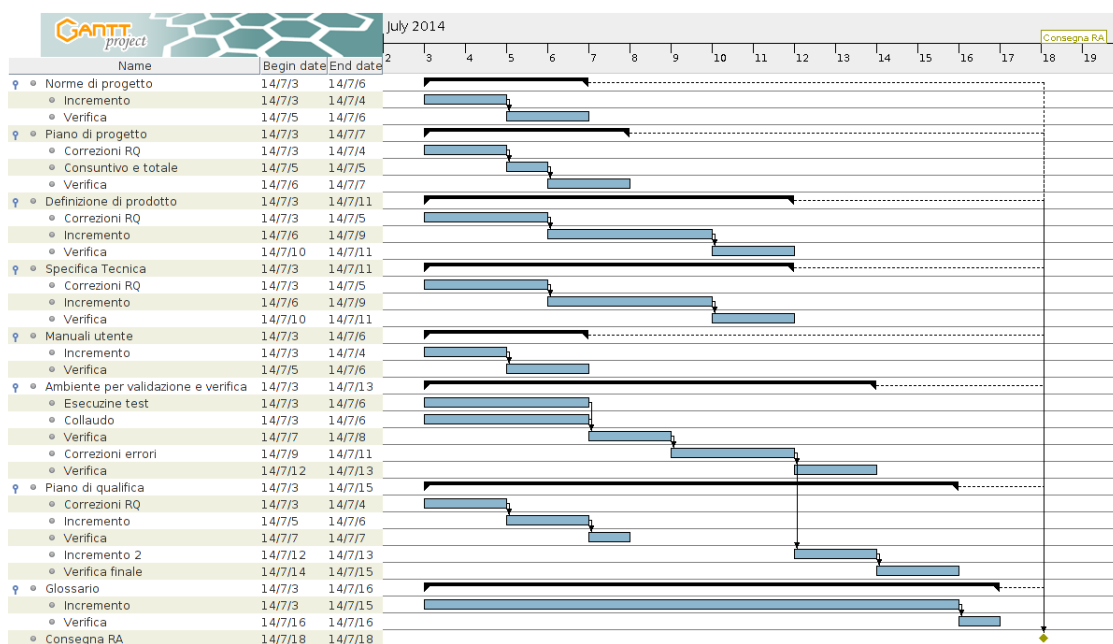 GANTT project
July 2014
Consegna RA
2 3 4 5 6 7 8 9 10 11 12 13 14 15 16 17 18 19
Name Begin date End date
Norme di progetto 14/7/3 14/7/6
Incremento 14/7/3 14/7/4
Verifica 14/7/5 14/7/6
Piano di progetto 14/7/3 14/7/7
Correzioni RQ 14/7/3 14/7/4
Consuntivo e totale 14/7/5 14/7/5
Verifica 14/7/6 14/7/7
Definizione di prodotto 14/7/3 14/7/11
Correzioni RQ 14/7/3 14/7/5
Incremento 14/7/6 14/7/9
Verifica 14/7/10 14/7/11
Specifica Tecnica 14/7/3 14/7/11
Correzioni RQ 14/7/3 14/7/5
Incremento 14/7/6 14/7/9
Verifica 14/7/10 14/7/11
Manuali utente 14/7/3 14/7/6
Incremento 14/7/3 14/7/4
Verifica 14/7/5 14/7/6
Ambiente per validazione e verifica 14/7/3 14/7/13
Esecuzine test 14/7/3 14/7/6
Collaudo 14/7/3 14/7/6
Verifica 14/7/7 14/7/8
Correzioni errori 14/7/9 14/7/11
Verifica 14/7/12 14/7/13
Piano di qualifica 14/7/3 14/7/15
Correzioni RQ 14/7/3 14/7/4
Incremento 14/7/5 14/7/6
Verifica 14/7/7 14/7/7
Incremento 2 14/7/12 14/7/13
Verifica finale 14/7/14 14/7/15
Glossario 14/7/3 14/7/16
Incremento 14/7/3 14/7/15
Verifica 14/7/16 14/7/16
Consegna RA 14/7/18 14/7/18